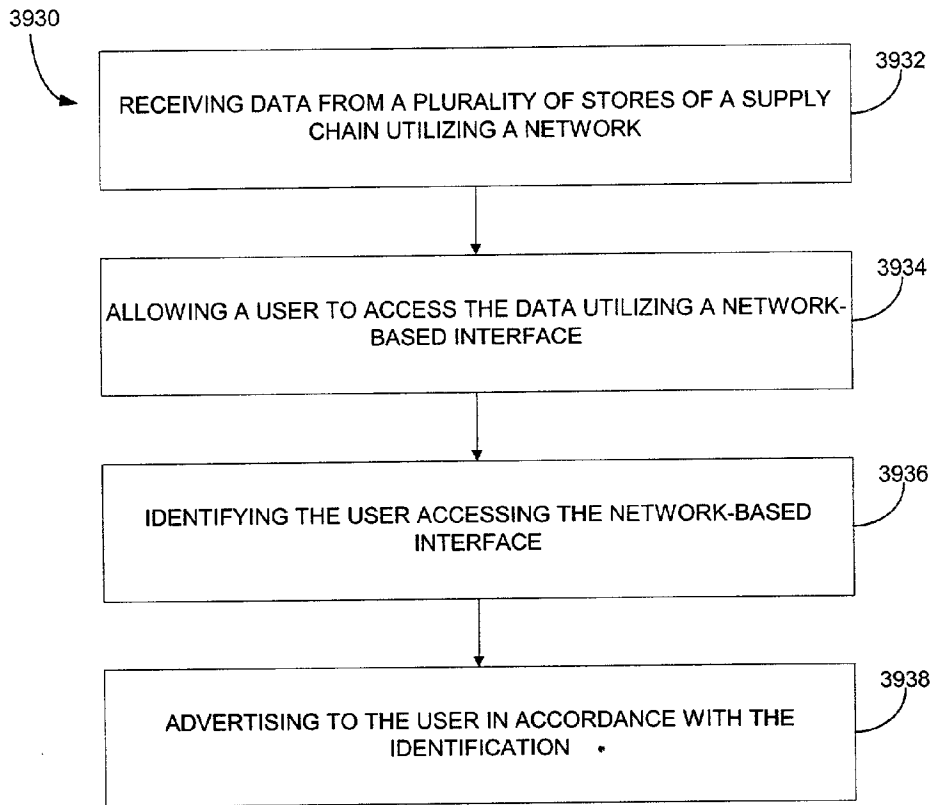 3930
3932
RECEIVING DATA FROM A PLURALITY OF STORES OF A SUPPLY
CHAIN UTILIZING A NETWORK
3934
ALLOWING A USER TO ACCESS THE DATA UTILIZING A NETWORK-
BASED INTERFACE
3936
IDENTIFYING THE USER ACCESSING THE NETWORK-BASED
INTERFACE
3938
ADVERTISING TO THE USER IN ACCORDANCE WITH THE
IDENTIFICATION